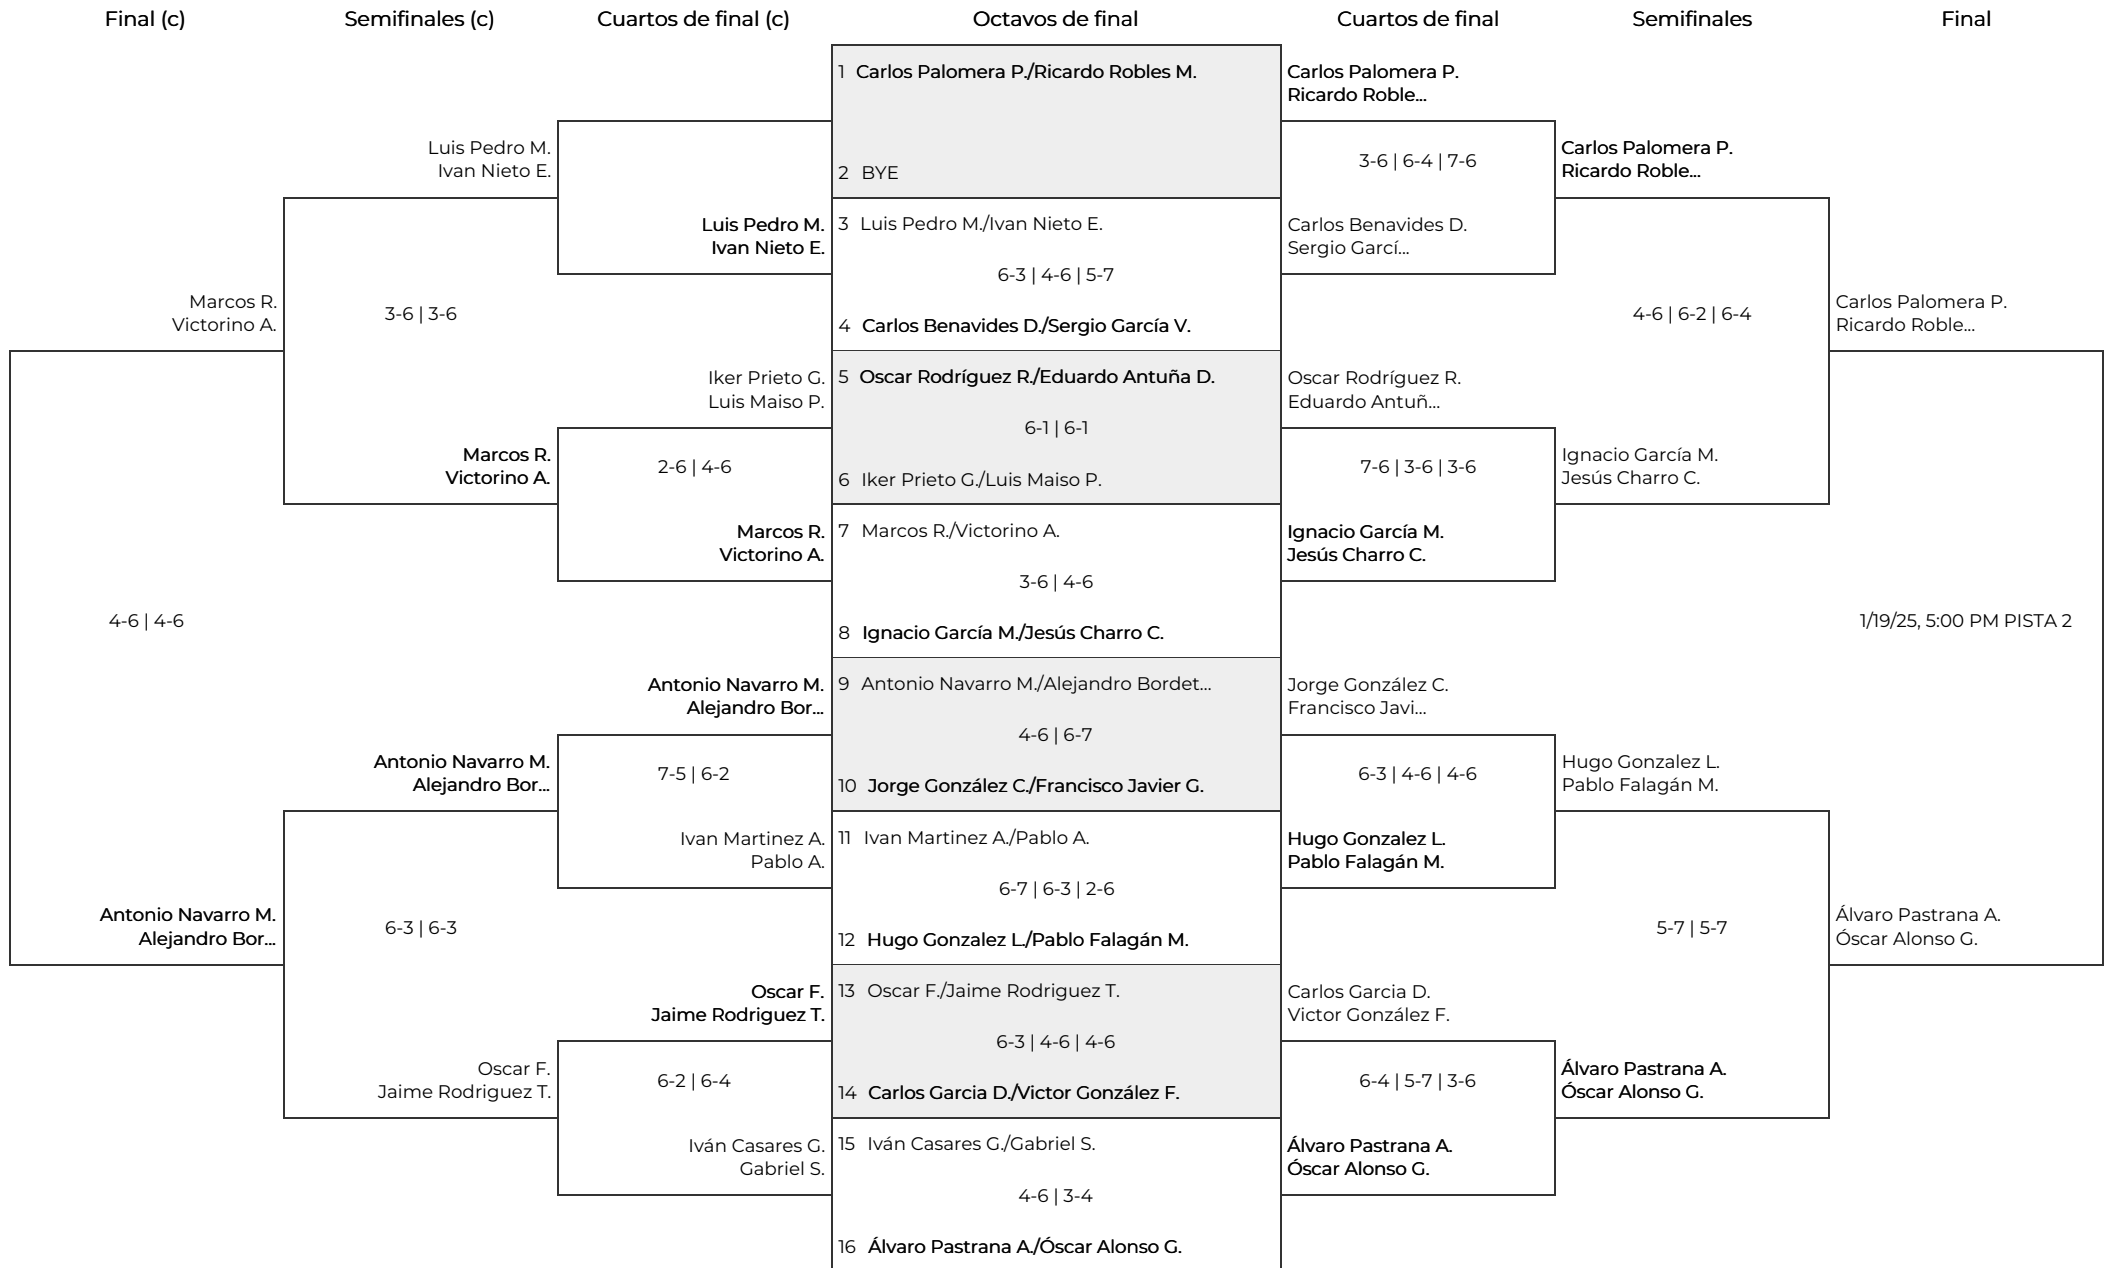 Final (c)
Semifinales (c)
Cuartos de final (c)
Octavos de final
Cuartos de final
Semifinales
Final
Marcos R.
Victorino A.
4-6 | 4-6
Antonio Navarro M.
Alejandro Bor...
Luis Pedro M.
Ivan Nieto E.
3-6 | 3-6
Marcos R.
Victorino A.
Antonio Navarro M.
Alejandro Bor...
6-3 | 6-3
Oscar F.
Jaime Rodriguez T.
Luis Pedro M.
Ivan Nieto E.
Iker Prieto G.
Luis Maiso P.
2-6 | 4-6
Marcos R.
Victorino A.
Antonio Navarro M.
Alejandro Bor...
7-5 | 6-2
Ivan Martinez A.
Pablo A.
Oscar F.
Jaime Rodriguez T.
6-2 | 6-4
Iván Casares G.
Gabriel S.
1 Carlos Palomera P./Ricardo Robles M.
2 BYE
3 Luis Pedro M./Ivan Nieto E.
6-3 | 4-6 | 5-7
4 Carlos Benavides D./Sergio García V.
5 Oscar Rodríguez R./Eduardo Antuña D.
6-1 | 6-1
6 Iker Prieto G./Luis Maiso P.
7 Marcos R./Victorino A.
3-6 | 4-6
8 Ignacio García M./Jesús Charro C.
9 Antonio Navarro M./Alejandro Bordet...
4-6 | 6-7
10 Jorge González C./Francisco Javier G.
11 Ivan Martinez A./Pablo A.
6-7 | 6-3 | 2-6
12 Hugo Gonzalez L./Pablo Falagán M.
13 Oscar F./Jaime Rodriguez T.
6-3 | 4-6 | 4-6
14 Carlos Garcia D./Victor González F.
15 Iván Casares G./Gabriel S.
4-6 | 3-4
16 Álvaro Pastrana A./Óscar Alonso G.
Carlos Palomera P.
Ricardo Roble...
3-6 | 6-4 | 7-6
Carlos Benavides D.
Sergio Garcí...
Oscar Rodríguez R.
Eduardo Antuñ...
7-6 | 3-6 | 3-6
Ignacio García M.
Jesús Charro C.
Jorge González C.
Francisco Javi...
6-3 | 4-6 | 4-6
Hugo Gonzalez L.
Pablo Falagán M.
Carlos Garcia D.
Victor González F.
6-4 | 5-7 | 3-6
Álvaro Pastrana A.
Óscar Alonso G.
Carlos Palomera P.
Ricardo Roble...
4-6 | 6-2 | 6-4
Ignacio García M.
Jesús Charro C.
Hugo Gonzalez L.
Pablo Falagán M.
5-7 | 5-7
Álvaro Pastrana A.
Óscar Alonso G.
Carlos Palomera P.
Ricardo Roble...
1/19/25, 5:00 PM PISTA 2
Álvaro Pastrana A.
Óscar Alonso G.